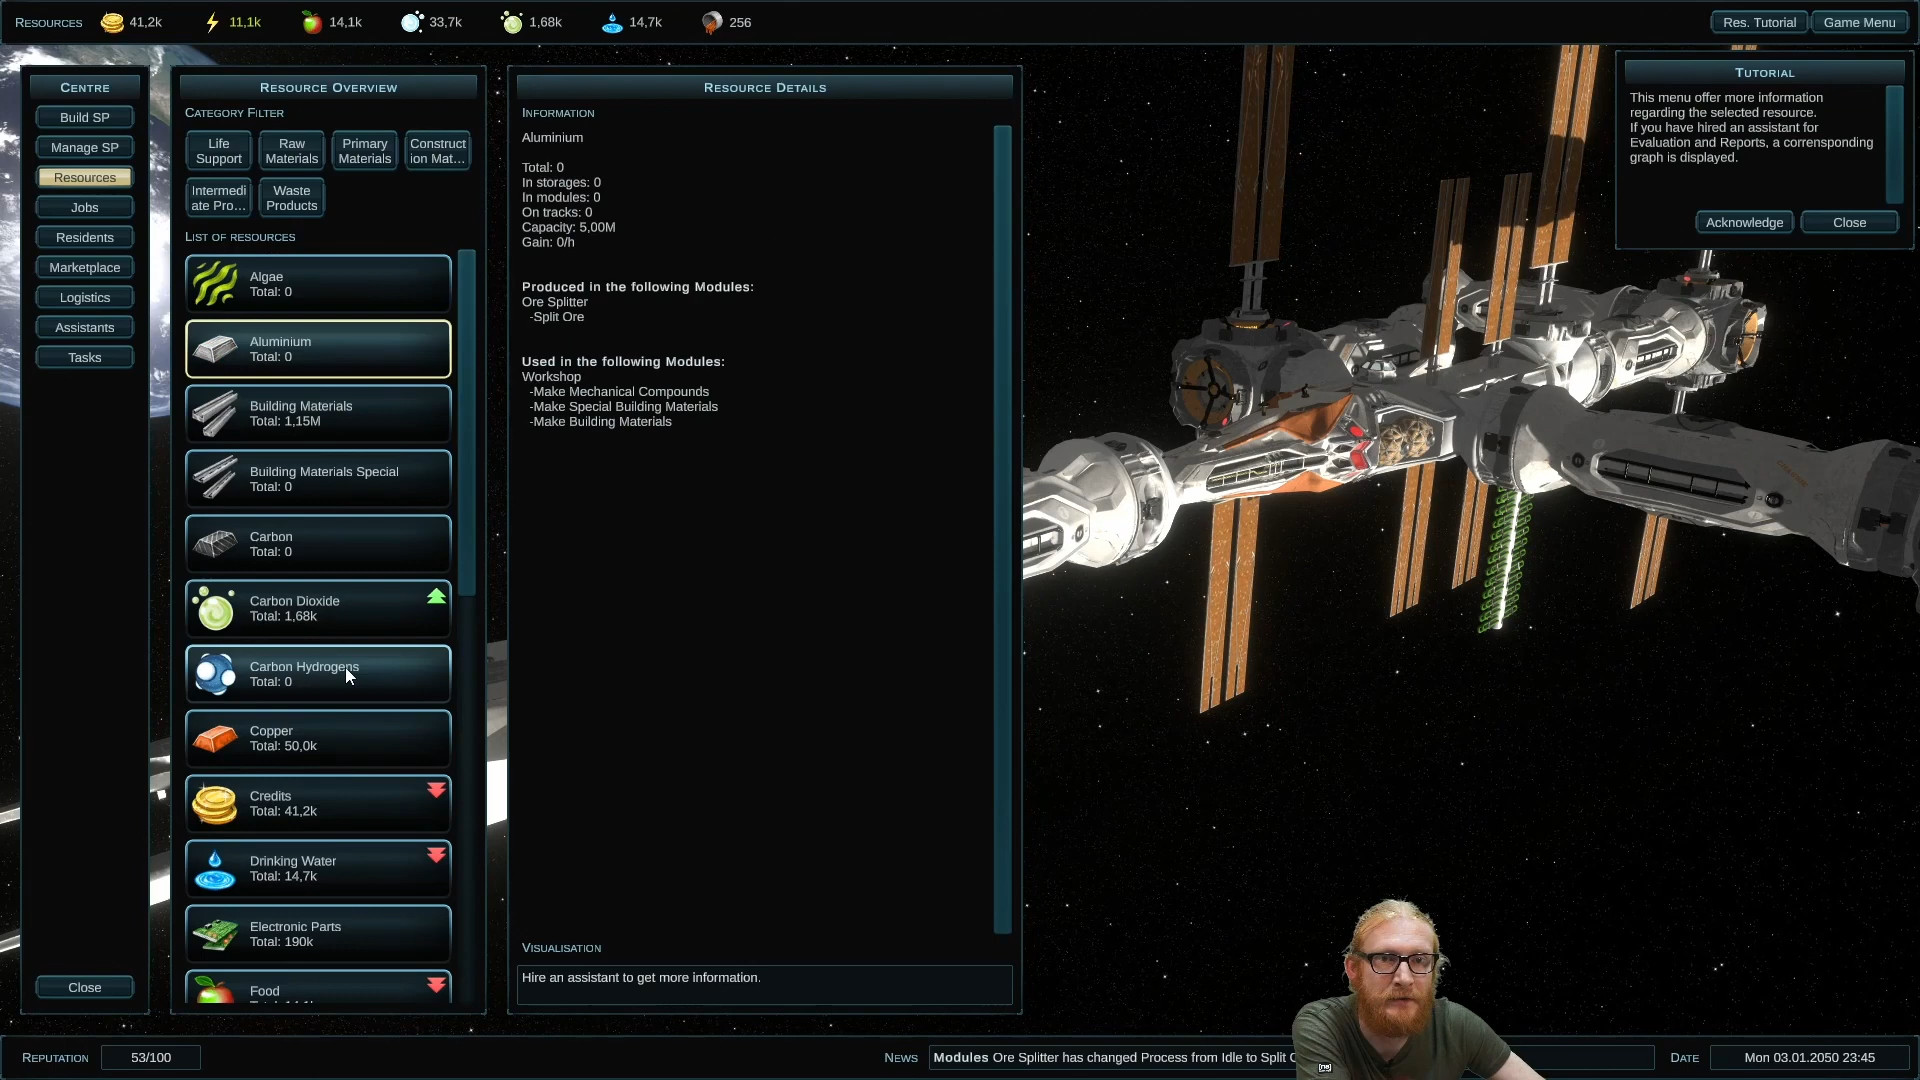 Resources 41,2k 11,1k 14,1k 33,7k 1,68k 14,7k 256 Res. Tutorial Game Menu
Centre
Build SP
Manage SP
Resources
Jobs
Residents
Marketplace
Logistics
Assistants
Tasks
Close
Resource Overview
Category Filter
Life
Support
Raw
Materials
Primary
Materials
Construct
ion Mat...
Intermedi
ate Pro...
Waste
Products
List of resources
Algae
Total: 0
Aluminium
Total: 0
Building Materials
Total: 1,15M
Building Materials Special
Total: 0
Carbon
Total: 0
Carbon Dioxide
Total: 1,68k
Carbon Hydrogens
Total: 0
Copper
Total: 50,0k
Credits
Total: 41,2k
Drinking Water
Total: 14,7k
Electronic Parts
Total: 190k
Food
Resource Details
Information
Aluminium
Total: 0
In storages: 0
In modules: 0
On tracks: 0
Capacity: 5,00M
Gain: 0/h
Produced in the following Modules:
Ore Splitter
-Split Ore
Used in the following Modules:
Workshop
-Make Mechanical Compounds
-Make Special Building Materials
-Make Building Materials
Visualisation
Hire an assistant to get more information.
Tutorial
This menu offer more information
regarding the selected resource.
If you have hired an assistant for
Evaluation and Reports, a corrensponding
graph is displayed.
Acknowledge Close
Reputation 53/100 News Modules Ore Splitter has changed Process from Idle to Split Date Mon 03.01.2050 23:45